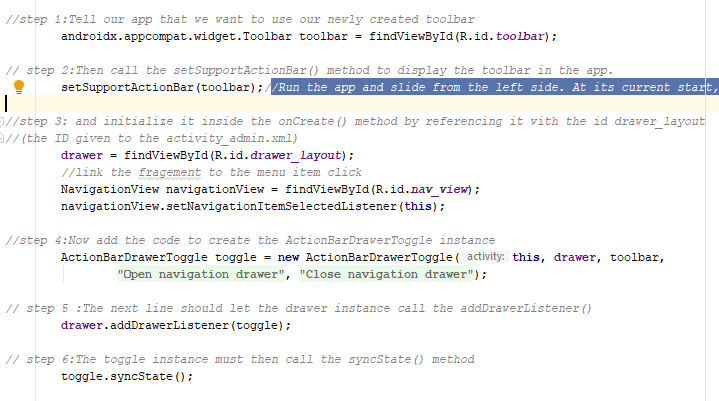 //step 1:Tell our app that we want to use our newly created toolbar
androidx.appcompat.widget.Toolbar toolbar = findViewById(R.id.toolbar);
// step 2:Then call the setSupportActionBar() method to display the toolbar in the app.
setSupportActionBar(toolbar);//Run the app and slide from the left side. At its current start,
//step 3: and initialize it inside the onCreate() method by referencing it with the id drawer_layout
//(the ID given to the activity_admin.xml)
drawer = findViewById(R.id.drawer_layout);
//link the fragement to the menu item click
NavigationView navigationView = findViewById(R.id.nav_view);
navigationView.setNavigationItemSelectedListener(this);
//step 4:Now add the code to create the ActionBarDrawerToggle instance
ActionBarDrawerToggle toggle = new ActionBarDrawerToggle( activity: this, drawer, toolbar,
"Open navigation drawer", "Close navigation drawer");
// step 5 :The next line should let the drawer instance call the addDrawerListener()
drawer.addDrawerListener(toggle);
// step 6:The toggle instance must then call the syncState() method
toggle.syncState();